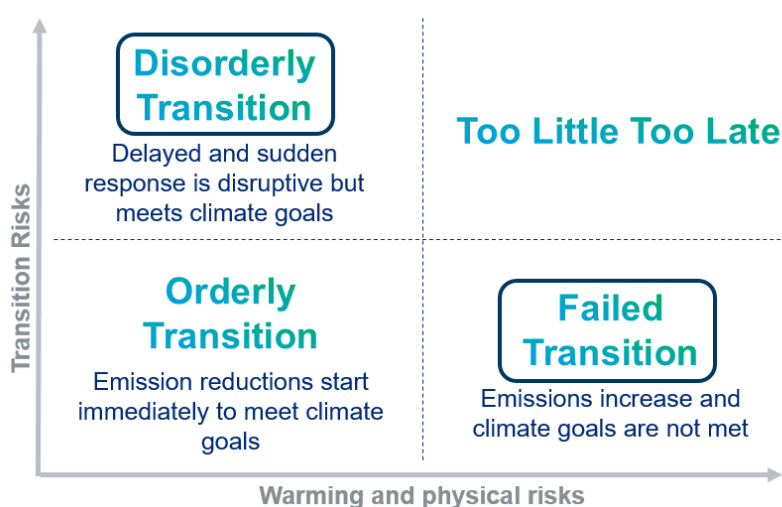 Disorderly
Transition
Delayed and sudden
response is disruptive but
meets climate goals
Too Little Too Late
Transition Risks
Orderly
Transition
Emission reductions start
immediately to meet climate
goals
Failed
Transition
Emissions increase and
climate goals are not met
Warming and physical risks